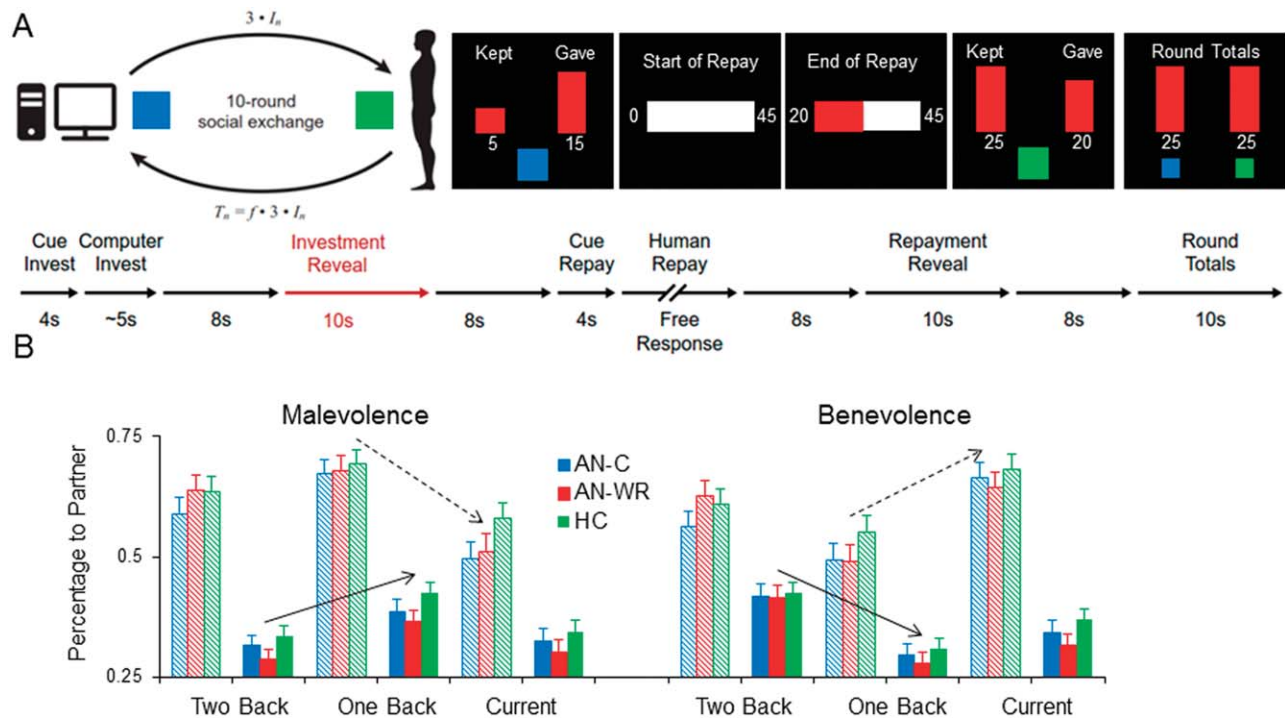 A
3 • Iₙ
10-round
social exchange
Tₙ = f • 3 • Iₙ
Kept Gave
5 15
Start of Repay
0 45
End of Repay
20 45
Kept Gave
25 20
Round Totals
25 25
Cue
Invest
Computer
Invest
Investment
Reveal
Cue
Repay
Human
Repay
Repayment
Reveal
Round
Totals
4s ~5s 8s 10s 8s 4s Free
Response
8s 10s 8s 10s
B
Malevolence Benevolence
Percentage to Partner
0.75
0.5
0.25
AN-C
AN-WR
HC
Two Back One Back Current Two Back One Back Current